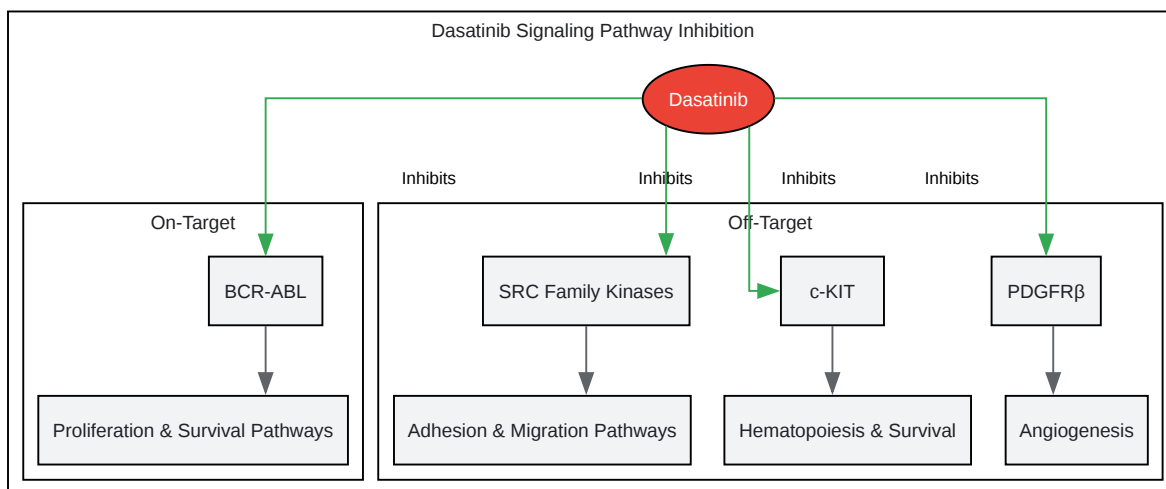 Dasatinib Signaling Pathway Inhibition
Dasatinib
Inhibits
Inhibits
Inhibits
Inhibits
On-Target
Off-Target
BCR-ABL
SRC Family Kinases
c-KIT
PDGFRβ
Proliferation & Survival Pathways
Adhesion & Migration Pathways
Hematopoiesis & Survival
Angiogenesis